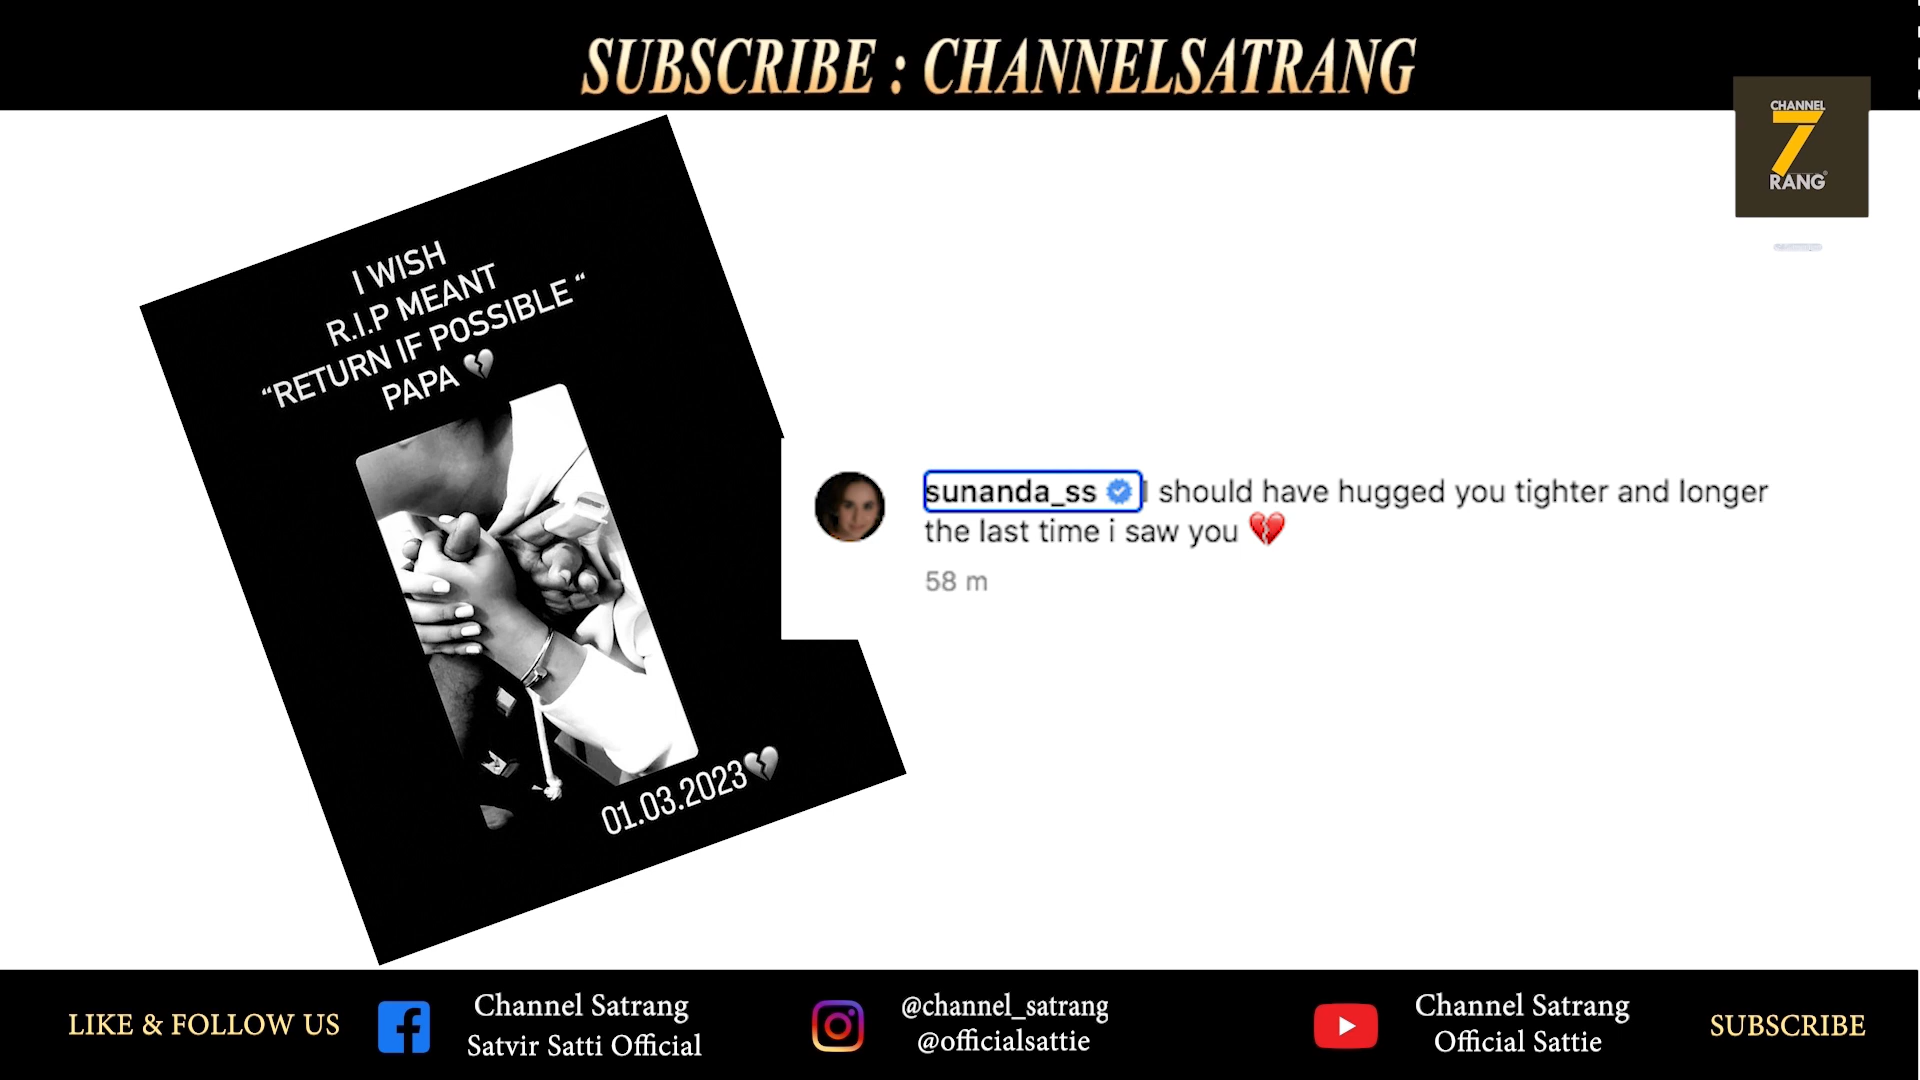 SUBSCRIBE : CHANNELSATRANG
CHANNEL
7
RANG
I WISH
R.I.P MEANT
“RETURN IF POSSIBLE “
PAPA 💔
01.03.2023💔
sunanda_ss I should have hugged you tighter and longer
the last time i saw you 💔
58 m
LIKE & FOLLOW US
Channel Satrang
Satvir Satti Official
@channel_satrang
@officialsattie
Channel Satrang
Official Sattie
SUBSCRIBE